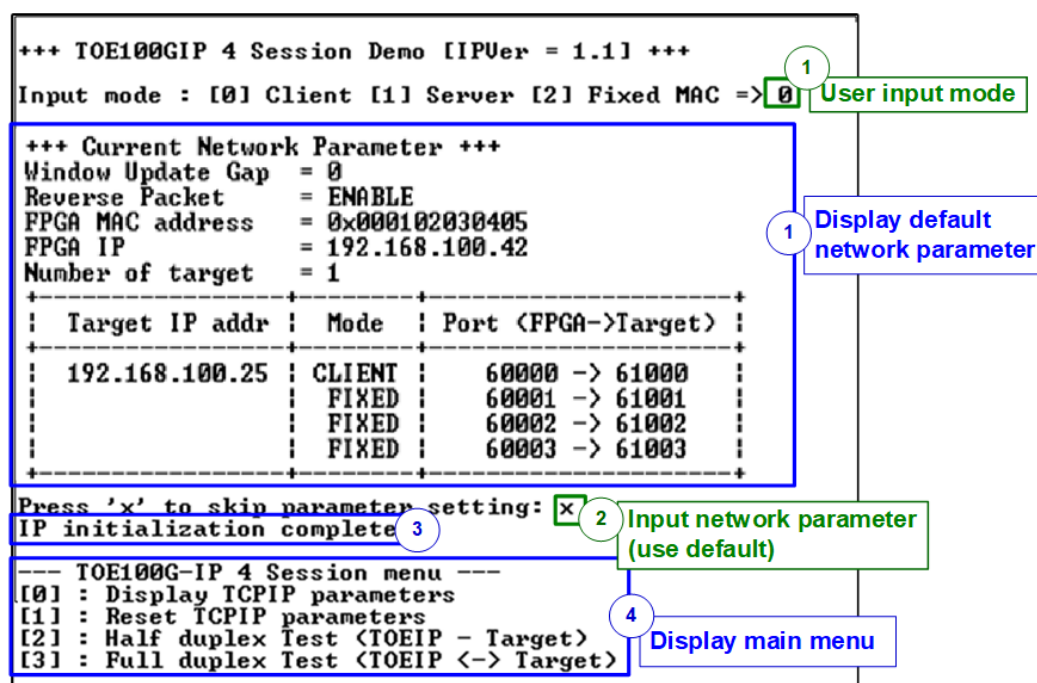 +++ TOE100GIP 4 Session Demo [IPVer = 1.1] +++
Input mode : [0] Client [1] Server [2] Fixed MAC => 0
1
User input mode
+++ Current Network Parameter +++
Window Update Gap = 0
Reverse Packet = ENABLE
FPGA MAC address = 0x000102030405
FPGA IP = 192.168.100.42
Number of target = 1
1
Display default
network parameter
Target IP addr | Mode | Port (FPGA->Target)
192.168.100.25 | CLIENT | 60000 -> 61000
FIXED | 60001 -> 61001
FIXED | 60002 -> 61002
FIXED | 60003 -> 61003
Press 'x' to skip parameter setting: x
2
Input network parameter
(use default)
IP initialization complete
3
--- TOE100G-IP 4 Session menu ---
[0] : Display TCPIP parameters
[1] : Reset TCPIP parameters
[2] : Half duplex Test (TOEIP - Target)
[3] : Full duplex Test (TOEIP <-> Target)
4
Display main menu